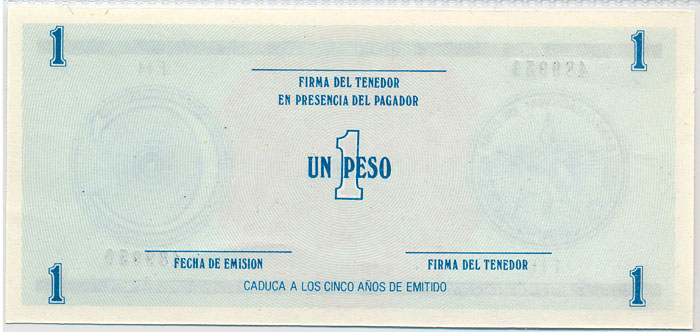 1 1
FIRMA DEL TENEDOR
EN PRESENCIA DEL PAGADOR
1
UN PESO
FECHA DE EMISION FIRMA DEL TENEDOR
CADUCA A LOS CINCO AÑOS DE EMITIDO
1 1